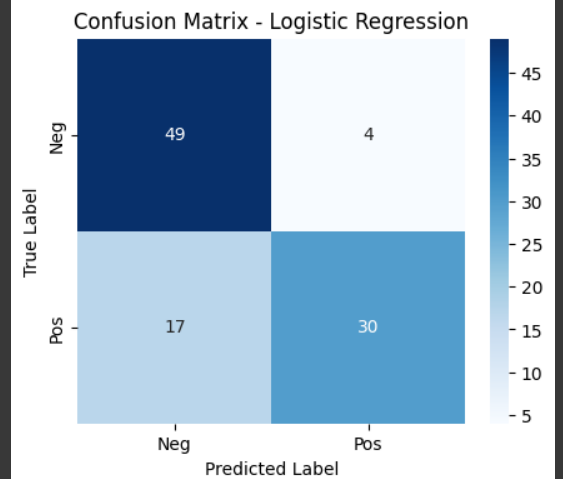 Confusion Matrix - Logistic Regression
True Label
Neg
Pos
49
4
17
30
Neg
Pos
Predicted Label
45
40
35
30
25
20
15
10
5